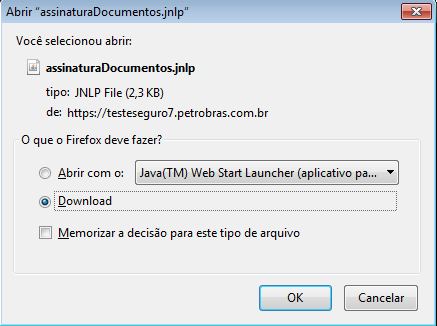 Abrir “assinaturaDocumentos.jnlp”
Você selecionou abrir:
assinaturaDocumentos.jnlp
tipo: JNLP File (2,3 KB)
de: https://testeseguro7.petrobras.com.br
O que o Firefox deve fazer?
Abrir com o: Java(TM) Web Start Launcher (aplicativo pa...
Download
Memorizar a decisão para este tipo de arquivo
OK Cancelar